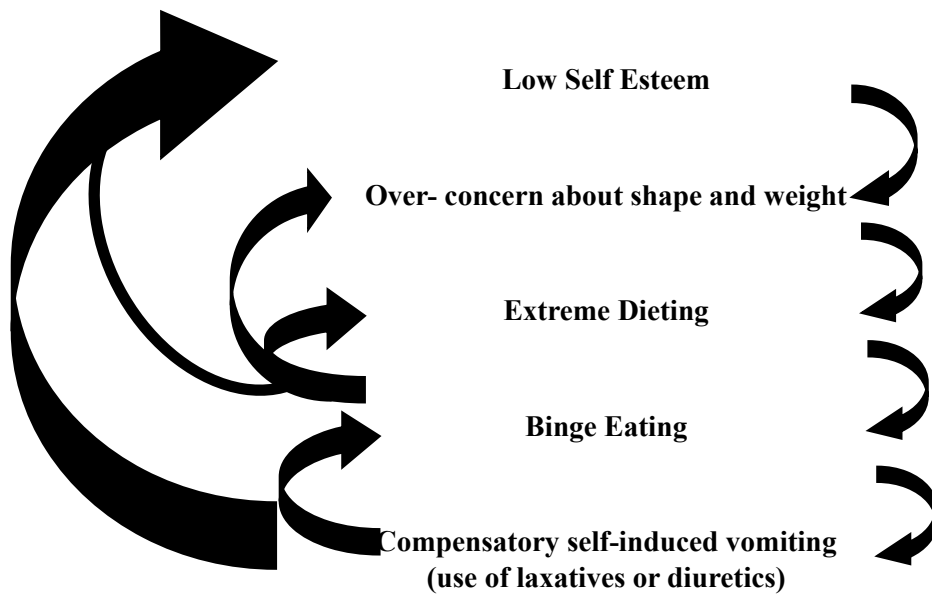 Low Self Esteem
Over- concern about shape and weight
Extreme Dieting
Binge Eating
Compensatory self-induced vomiting
(use of laxatives or diuretics)